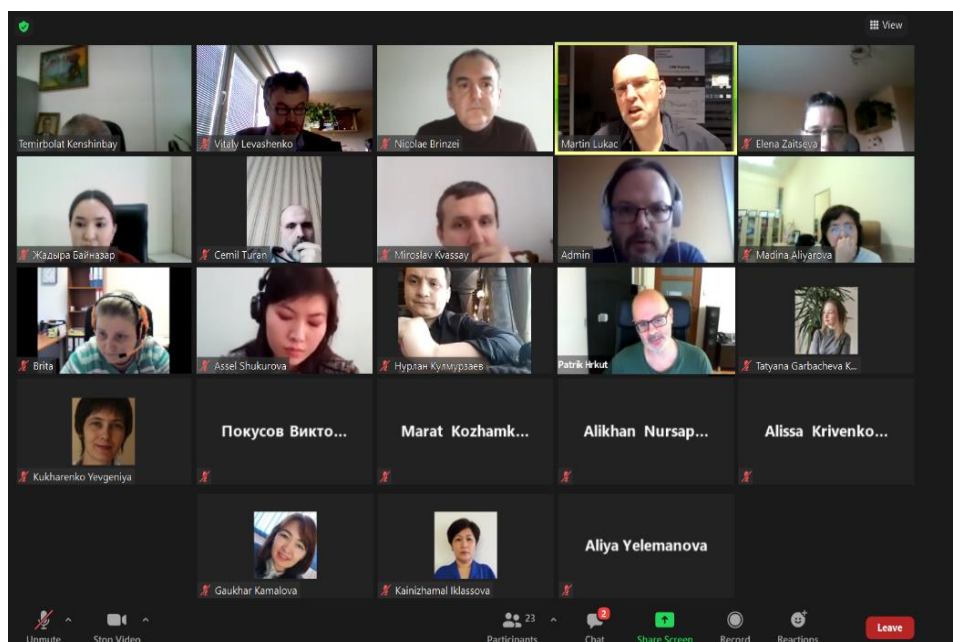 View
Temirbolat Kenshinbay
Vitaly Levashenko
Nicolae Brinzei
Martin Lukac
Elena Zaitseva
Жадыра Байназар
Cemil Turan
Miroslav Kvassay
Admin
Madina Aliyarova
Brita
Assel Shukurova
Нурлан Кулмурзаев
Patrik Hrkut
Tatyana Garbacheva K...
Kukharenko Yevgeniya
Покусов Викто...
Marat Kozhamk...
Alikhan Nursap...
Alissa Krivenko...
Gaukhar Kamalova
Kainizhamal Iklassova
Aliya Yelemanova
23
2
Unmute
Stop Video
Participants
Chat
Share Screen
Record
Reactions
Leave